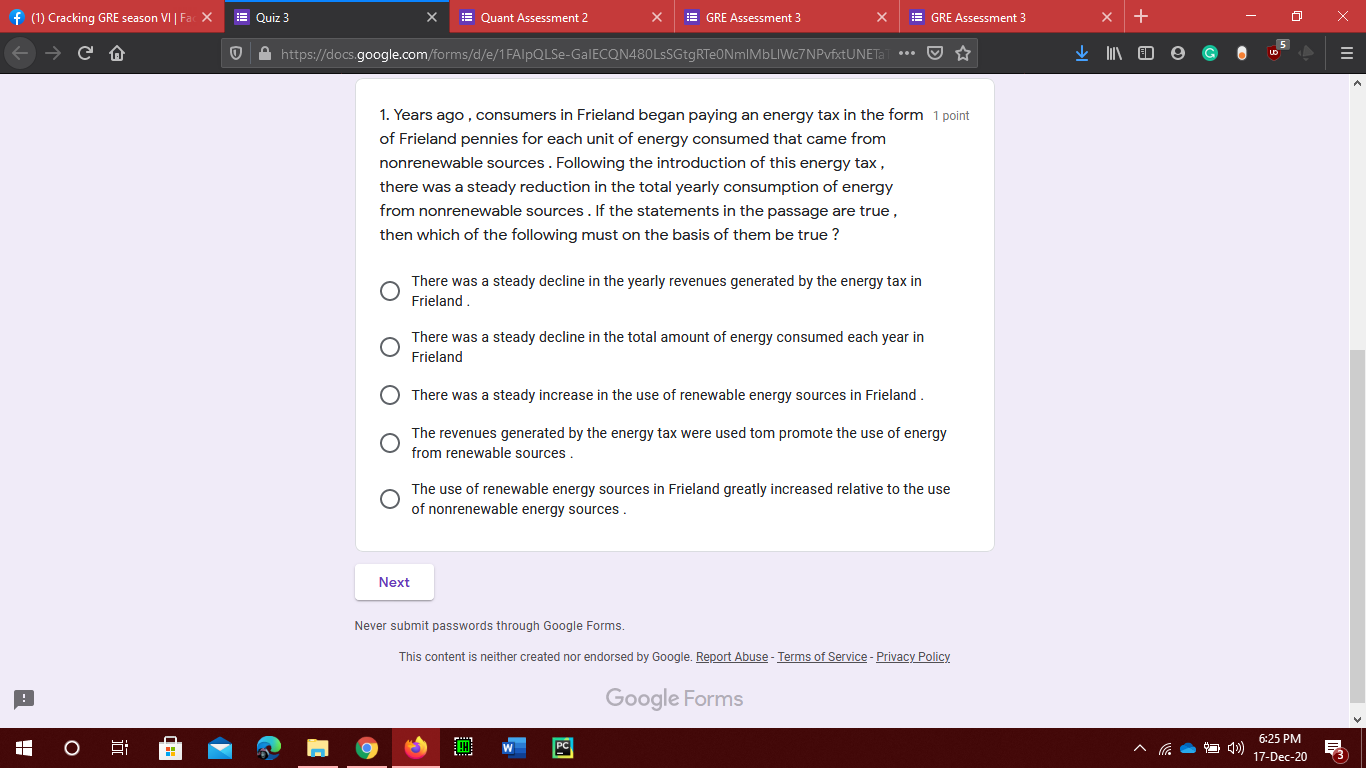 (1) Cracking GRE season VI | Fac
Quiz 3
Quant Assessment 2
GRE Assessment 3
GRE Assessment 3
https://docs.google.com/forms/d/e/1FAIpQLSe-GalECQN480LsSGtgRTe0NmlMbLlWc7NPvfxtUNETaT
5
1. Years ago , consumers in Frieland began paying an energy tax in the form 1 point
of Frieland pennies for each unit of energy consumed that came from
nonrenewable sources . Following the introduction of this energy tax ,
there was a steady reduction in the total yearly consumption of energy
from nonrenewable sources . If the statements in the passage are true ,
then which of the following must on the basis of them be true ?
There was a steady decline in the yearly revenues generated by the energy tax in
Frieland .
There was a steady decline in the total amount of energy consumed each year in
Frieland
There was a steady increase in the use of renewable energy sources in Frieland .
The revenues generated by the energy tax were used tom promote the use of energy
from renewable sources .
The use of renewable energy sources in Frieland greatly increased relative to the use
of nonrenewable energy sources .
Next
Never submit passwords through Google Forms.
This content is neither created nor endorsed by Google. Report Abuse - Terms of Service - Privacy Policy
Google Forms
6:25 PM
17-Dec-20
3